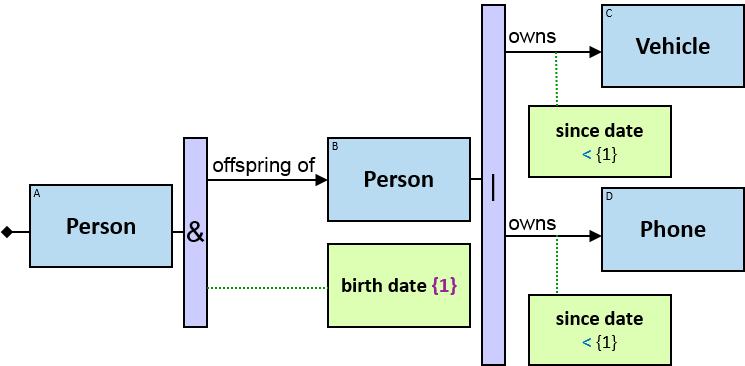 A
Person
&
offspring of
B
Person
birth date {1}
|
owns
C
Vehicle
since date
< {1}
owns
D
Phone
since date
< {1}